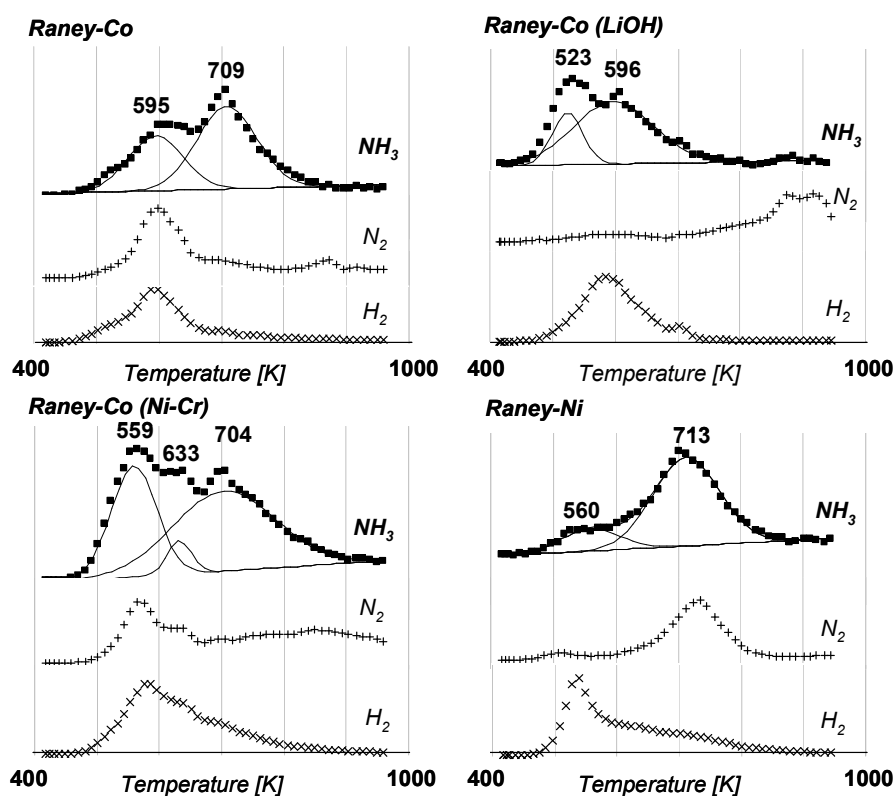 Raney-Co
595
709
NH3
N2
H2
400
Temperature [K]
1000
Raney-Co (LiOH)
523
596
NH3
N2
H2
400
Temperature [K]
1000
Raney-Co (Ni-Cr)
559
633
704
NH3
N2
H2
400
Temperature [K]
1000
Raney-Ni
560
713
NH3
N2
H2
400
Temperature [K]
1000